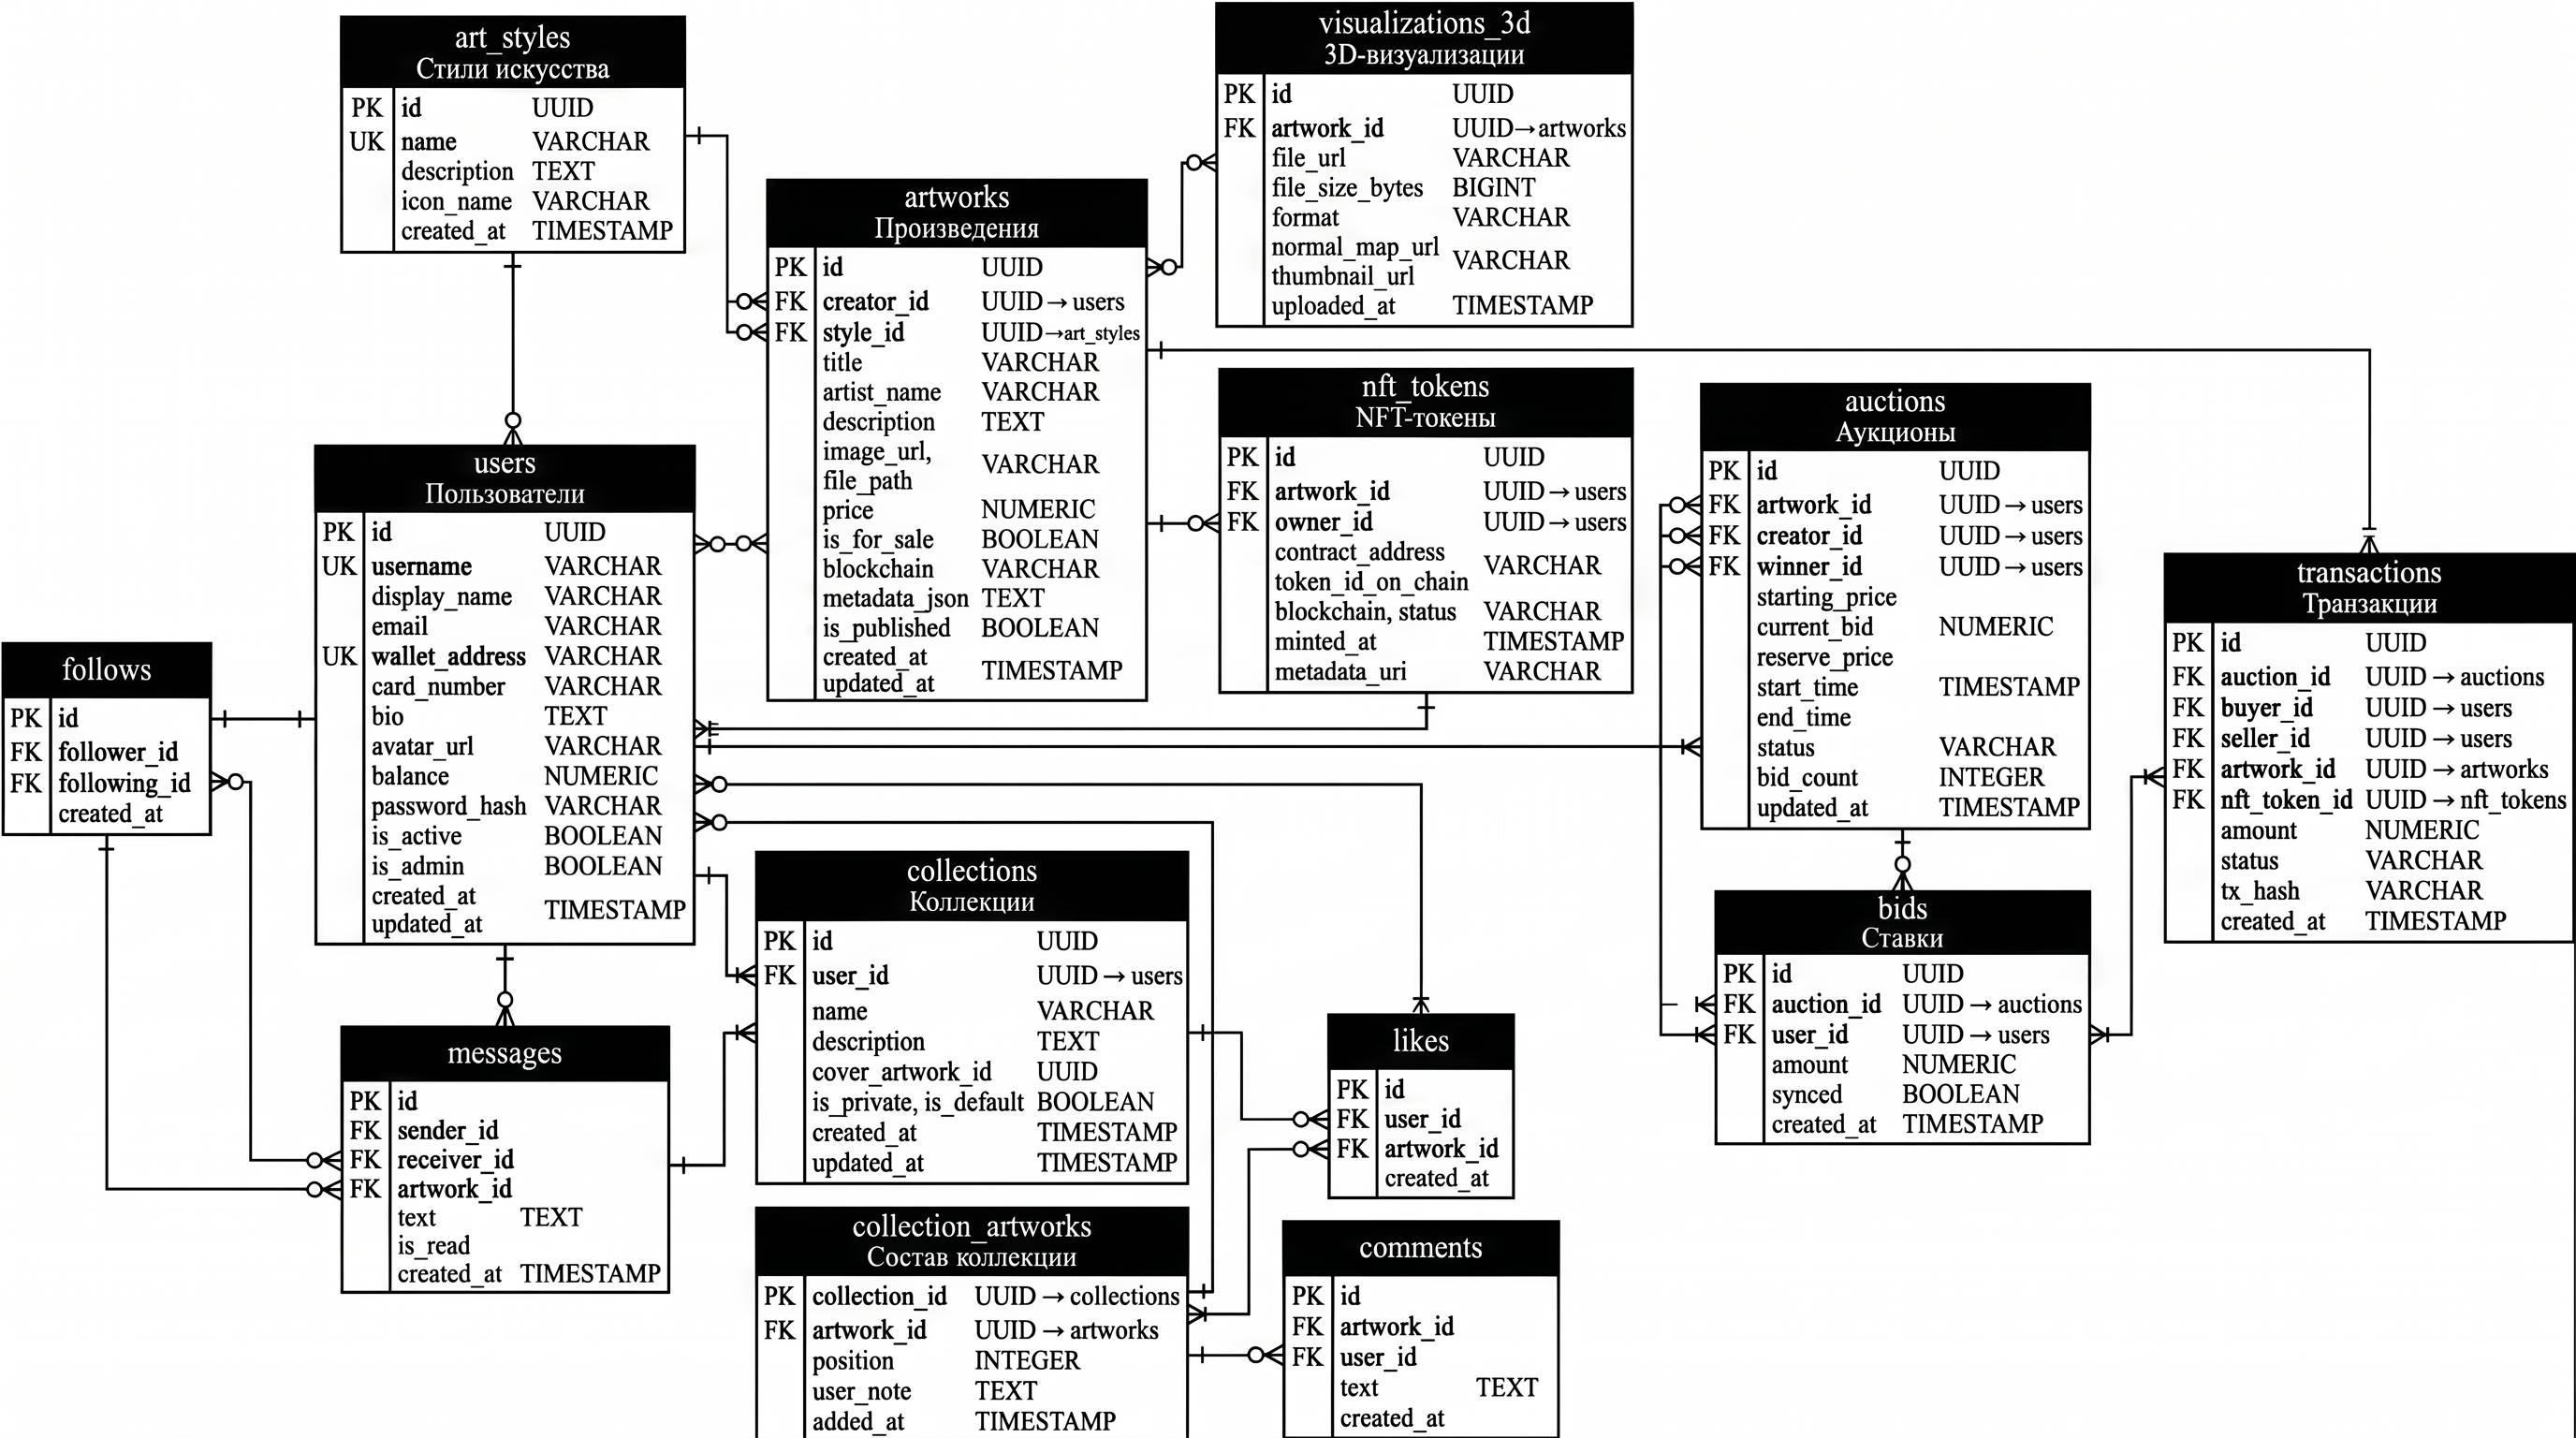 art_styles
Стили искусства
PK id UUID
UK name VARCHAR
description TEXT
icon_name VARCHAR
created_at TIMESTAMP
visualizations_3d
3D-визуализации
PK id UUID
FK artwork_id UUID→artworks
file_url VARCHAR
file_size_bytes BIGINT
format VARCHAR
normal_map_url
VARCHAR
thumbnail_url
uploaded_at TIMESTAMP
artworks
Произведения
PK id UUID
FK creator_id UUID→users
FK style_id UUID→art_styles
title VARCHAR
artist_name VARCHAR
description TEXT
image_url,
VARCHAR
file_path
price NUMERIC
is_for_sale BOOLEAN
blockchain VARCHAR
metadata_json TEXT
is_published BOOLEAN
created_at
TIMESTAMP
updated_at
nft_tokens
NFT-токены
PK id UUID
FK artwork_id UUID→users
FK owner_id UUID→users
contract_address
VARCHAR
token_id_on_chain
blockchain, status VARCHAR
minted_at TIMESTAMP
metadata_uri VARCHAR
auctions
Аукционы
PK id UUID
FK artwork_id UUID→users
FK creator_id UUID→users
FK winner_id UUID→users
starting_price
current_bid NUMERIC
reserve_price
start_time TIMESTAMP
end_time
status VARCHAR
bid_count INTEGER
updated_at TIMESTAMP
users
Пользователи
PK id UUID
UK username VARCHAR
display_name VARCHAR
email VARCHAR
UK wallet_address VARCHAR
card_number VARCHAR
bio TEXT
avatar_url VARCHAR
balance NUMERIC
password_hash VARCHAR
is_active BOOLEAN
is_admin BOOLEAN
created_at
TIMESTAMP
updated_at
transactions
Транзакции
PK id UUID
FK auction_id UUID→auctions
FK buyer_id UUID→users
FK seller_id UUID→users
FK artwork_id UUID→artworks
FK nft_token_id UUID→nft_tokens
amount NUMERIC
status VARCHAR
tx_hash VARCHAR
created_at TIMESTAMP
follows
PK id
FK follower_id
FK following_id
created_at
collections
Коллекции
PK id UUID
FK user_id UUID→users
name VARCHAR
description TEXT
cover_artwork_id UUID
is_private, is_default BOOLEAN
created_at TIMESTAMP
updated_at TIMESTAMP
bids
Ставки
PK id UUID
FK auction_id UUID→auctions
FK user_id UUID→users
amount NUMERIC
synced BOOLEAN
created_at TIMESTAMP
messages
PK id
FK sender_id
FK receiver_id
FK artwork_id
text TEXT
is_read
created_at TIMESTAMP
likes
PK id
FK user_id
FK artwork_id
created_at
collection_artworks
Состав коллекции
PK collection_id UUID→collections
FK artwork_id UUID→artworks
position INTEGER
user_note TEXT
added_at TIMESTAMP
comments
PK id
FK artwork_id
FK user_id
text TEXT
created_at